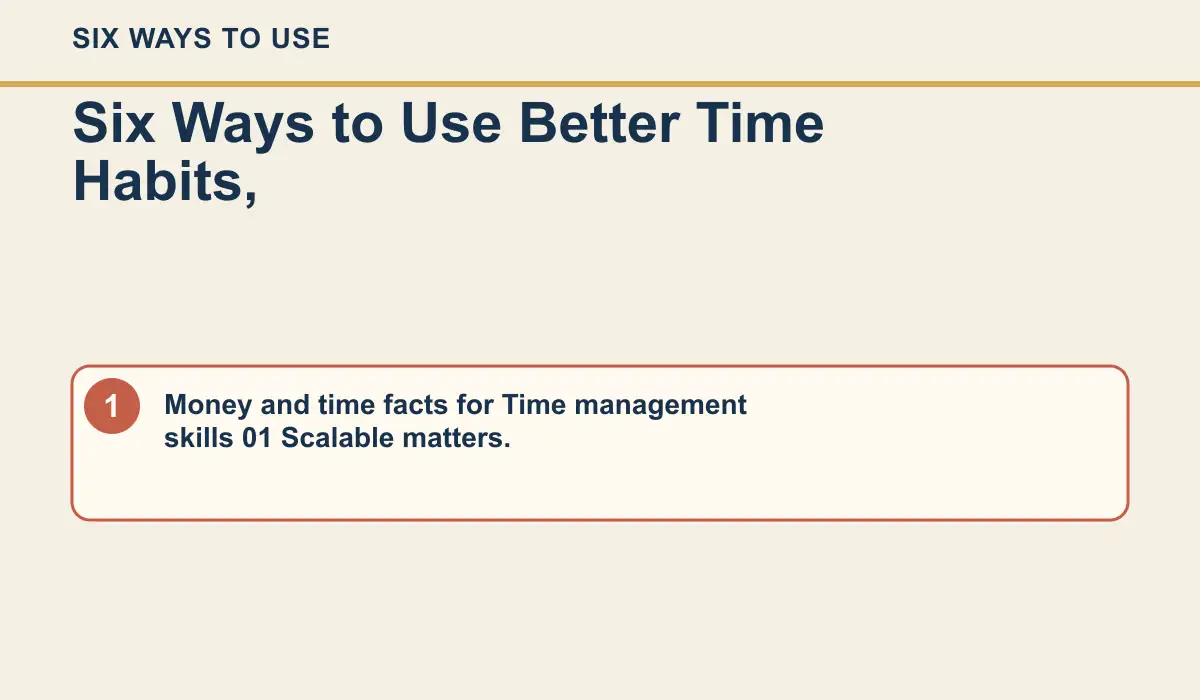 SIX WAYS TO USE
Six Ways to Use Better Time
Habits,
1
Money and time facts for Time management
skills 01 Scalable matters.